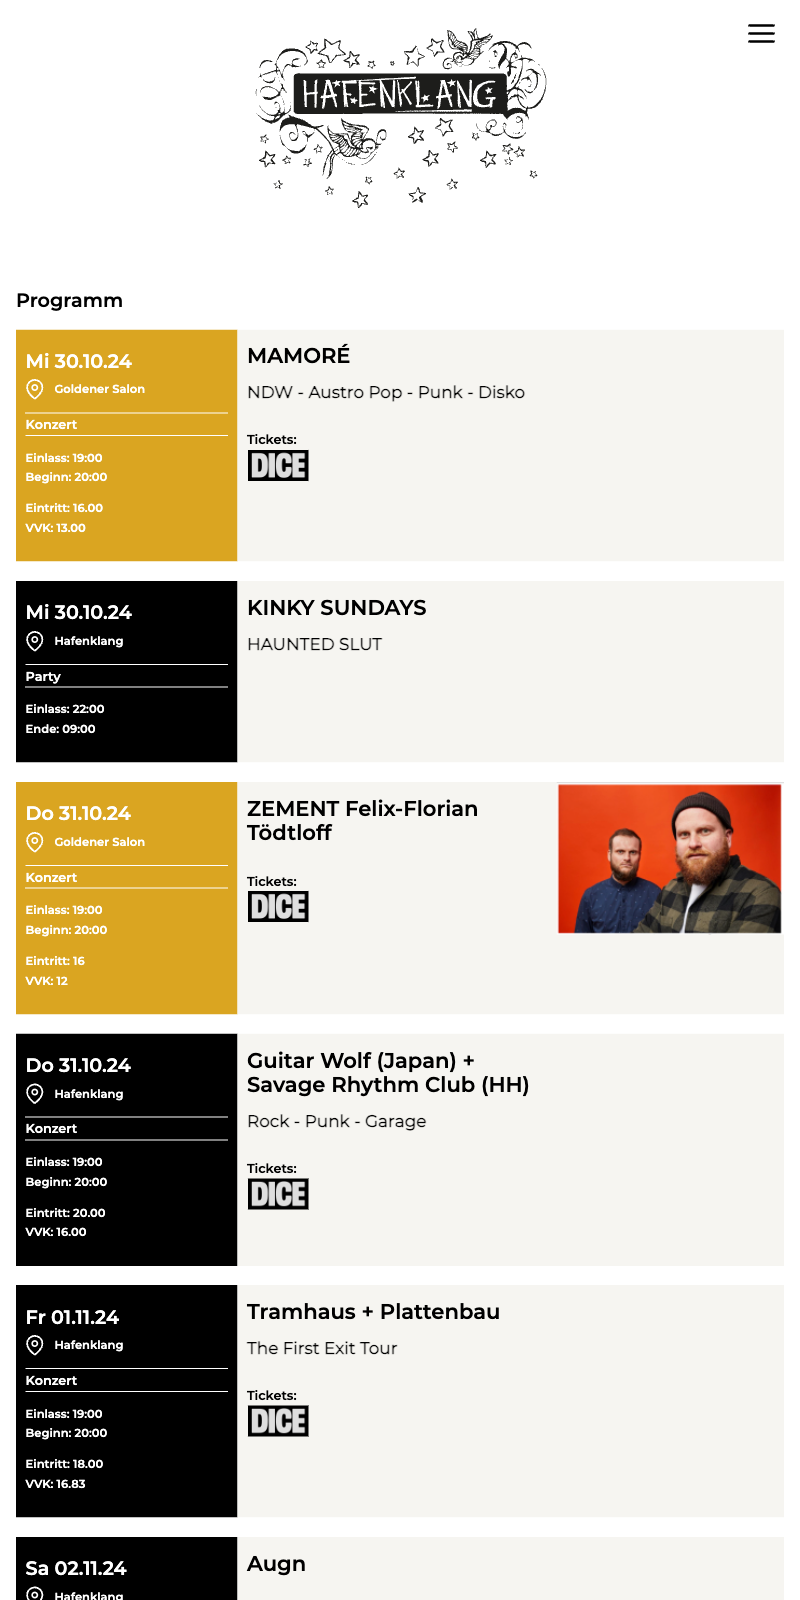 HAFENKLANG
Programm
Mi 30.10.24
Goldener Salon
Konzert
Einlass: 19:00
Beginn: 20:00
Eintritt: 16.00
VVK: 13.00
MAMORÉ
NDW - Austro Pop - Punk - Disko
Tickets:
DICE
Mi 30.10.24
Hafenklang
Party
Einlass: 22:00
Ende: 09:00
KINKY SUNDAYS
HAUNTED SLUT
Do 31.10.24
Goldener Salon
Konzert
Einlass: 19:00
Beginn: 20:00
Eintritt: 16
VVK: 12
ZEMENT Felix-Florian
Tödtloff
Tickets:
DICE
Do 31.10.24
Hafenklang
Konzert
Einlass: 19:00
Beginn: 20:00
Eintritt: 20.00
VVK: 16.00
Guitar Wolf (Japan) +
Savage Rhythm Club (HH)
Rock - Punk - Garage
Tickets:
DICE
Fr 01.11.24
Hafenklang
Konzert
Einlass: 19:00
Beginn: 20:00
Eintritt: 18.00
VVK: 16.83
Tramhaus + Plattenbau
The First Exit Tour
Tickets:
DICE
Sa 02.11.24
Hafenklang
Augn